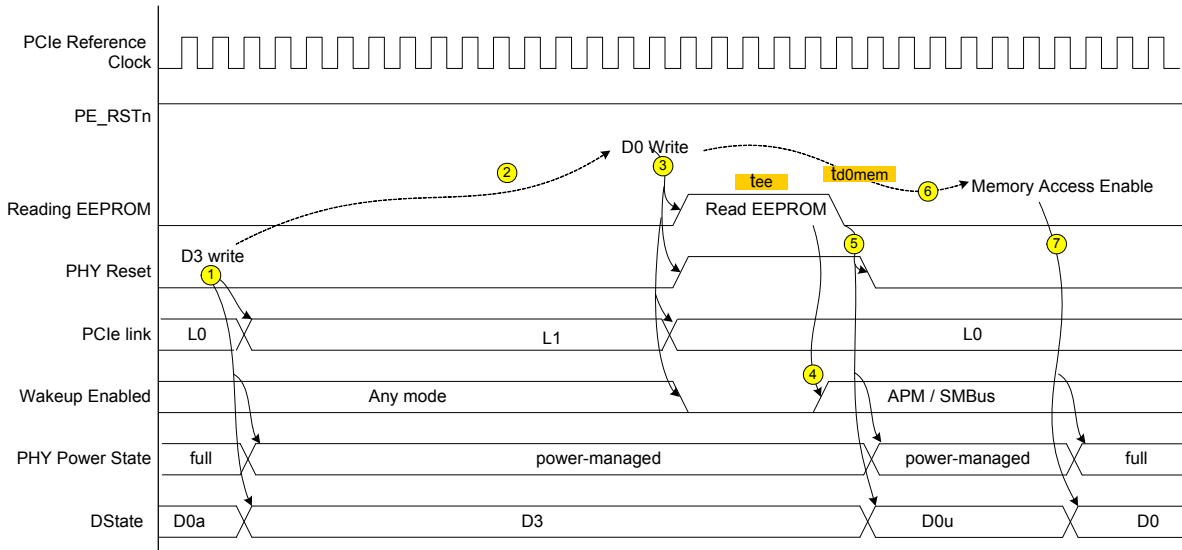 PCIe Reference
Clock
PE_RSTn
D0 Write
2
3
tee
td0mem
6
Memory Access Enable
Reading EEPROM
Read EEPROM
D3 write
5
7
PHY Reset
1
PCIe link
L0
L1
L0
4
Wakeup Enabled
Any mode
APM / SMBus
PHY Power State
full
power-managed
power-managed
full
DState
D0a
D3
D0u
D0